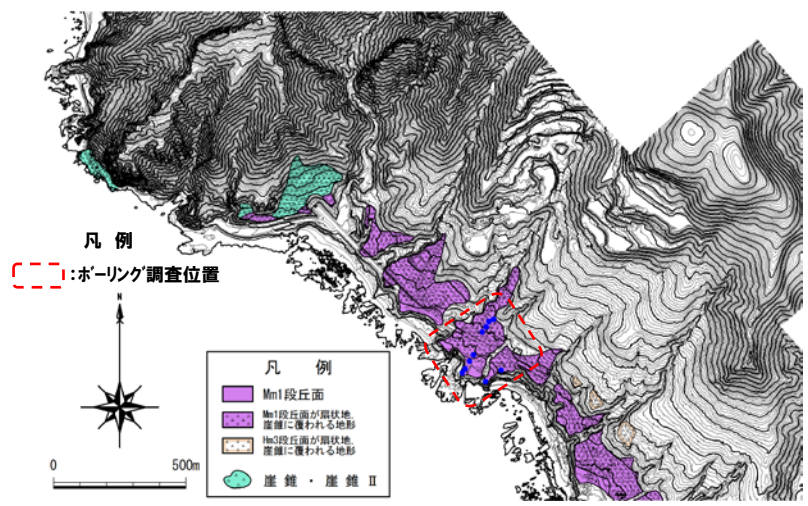 凡 例
:ボーリング調査位置
N
0 500m
凡 例
Mm1段丘面
Mm1段丘面が扇状地、
崖錐に覆われる地形
Hm3段丘面が扇状地、
崖錐に覆われる地形
崖錐・崖錐Ⅱ